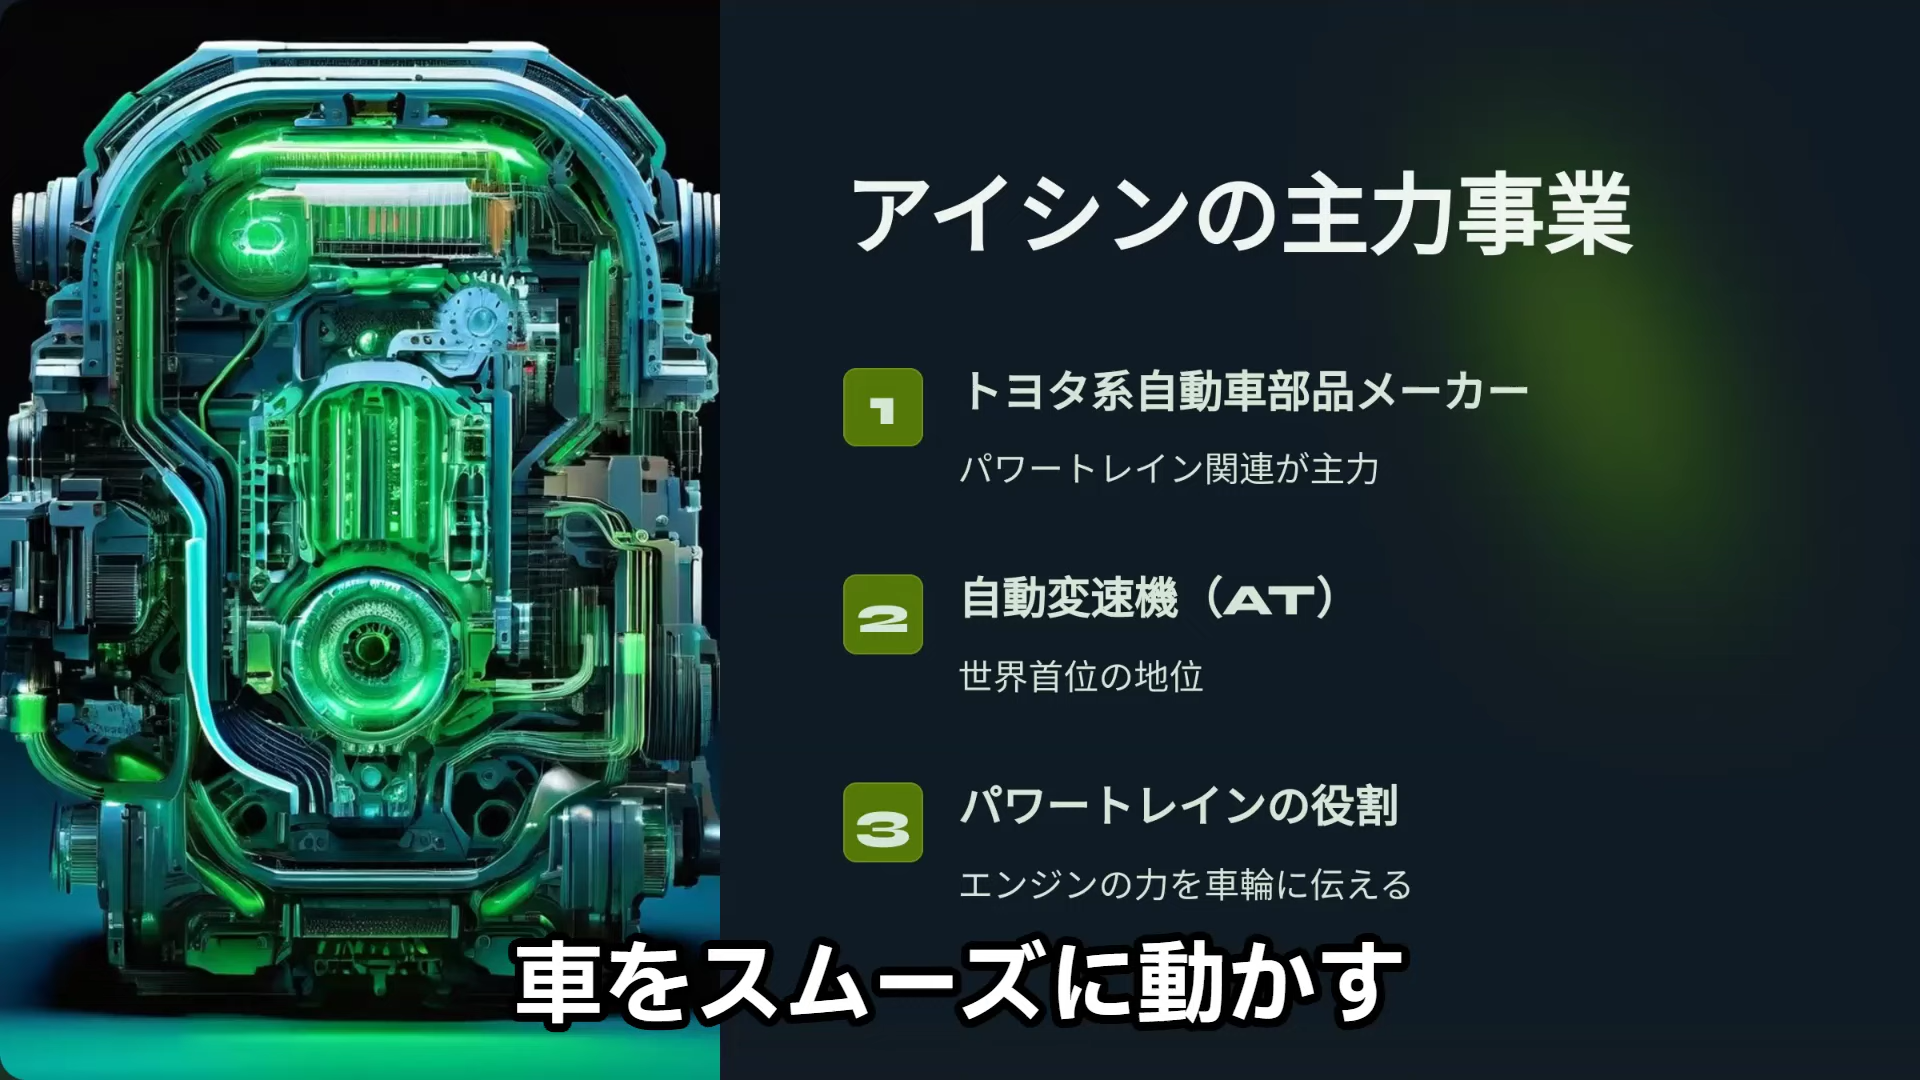 アイシンの主力事業
1
トヨタ系自動車部品メーカー
パワートレイン関連が主力
2
自動変速機（AT）
世界首位の地位
3
パワートレインの役割
エンジンの力を車輪に伝える
車をスムーズに動かす